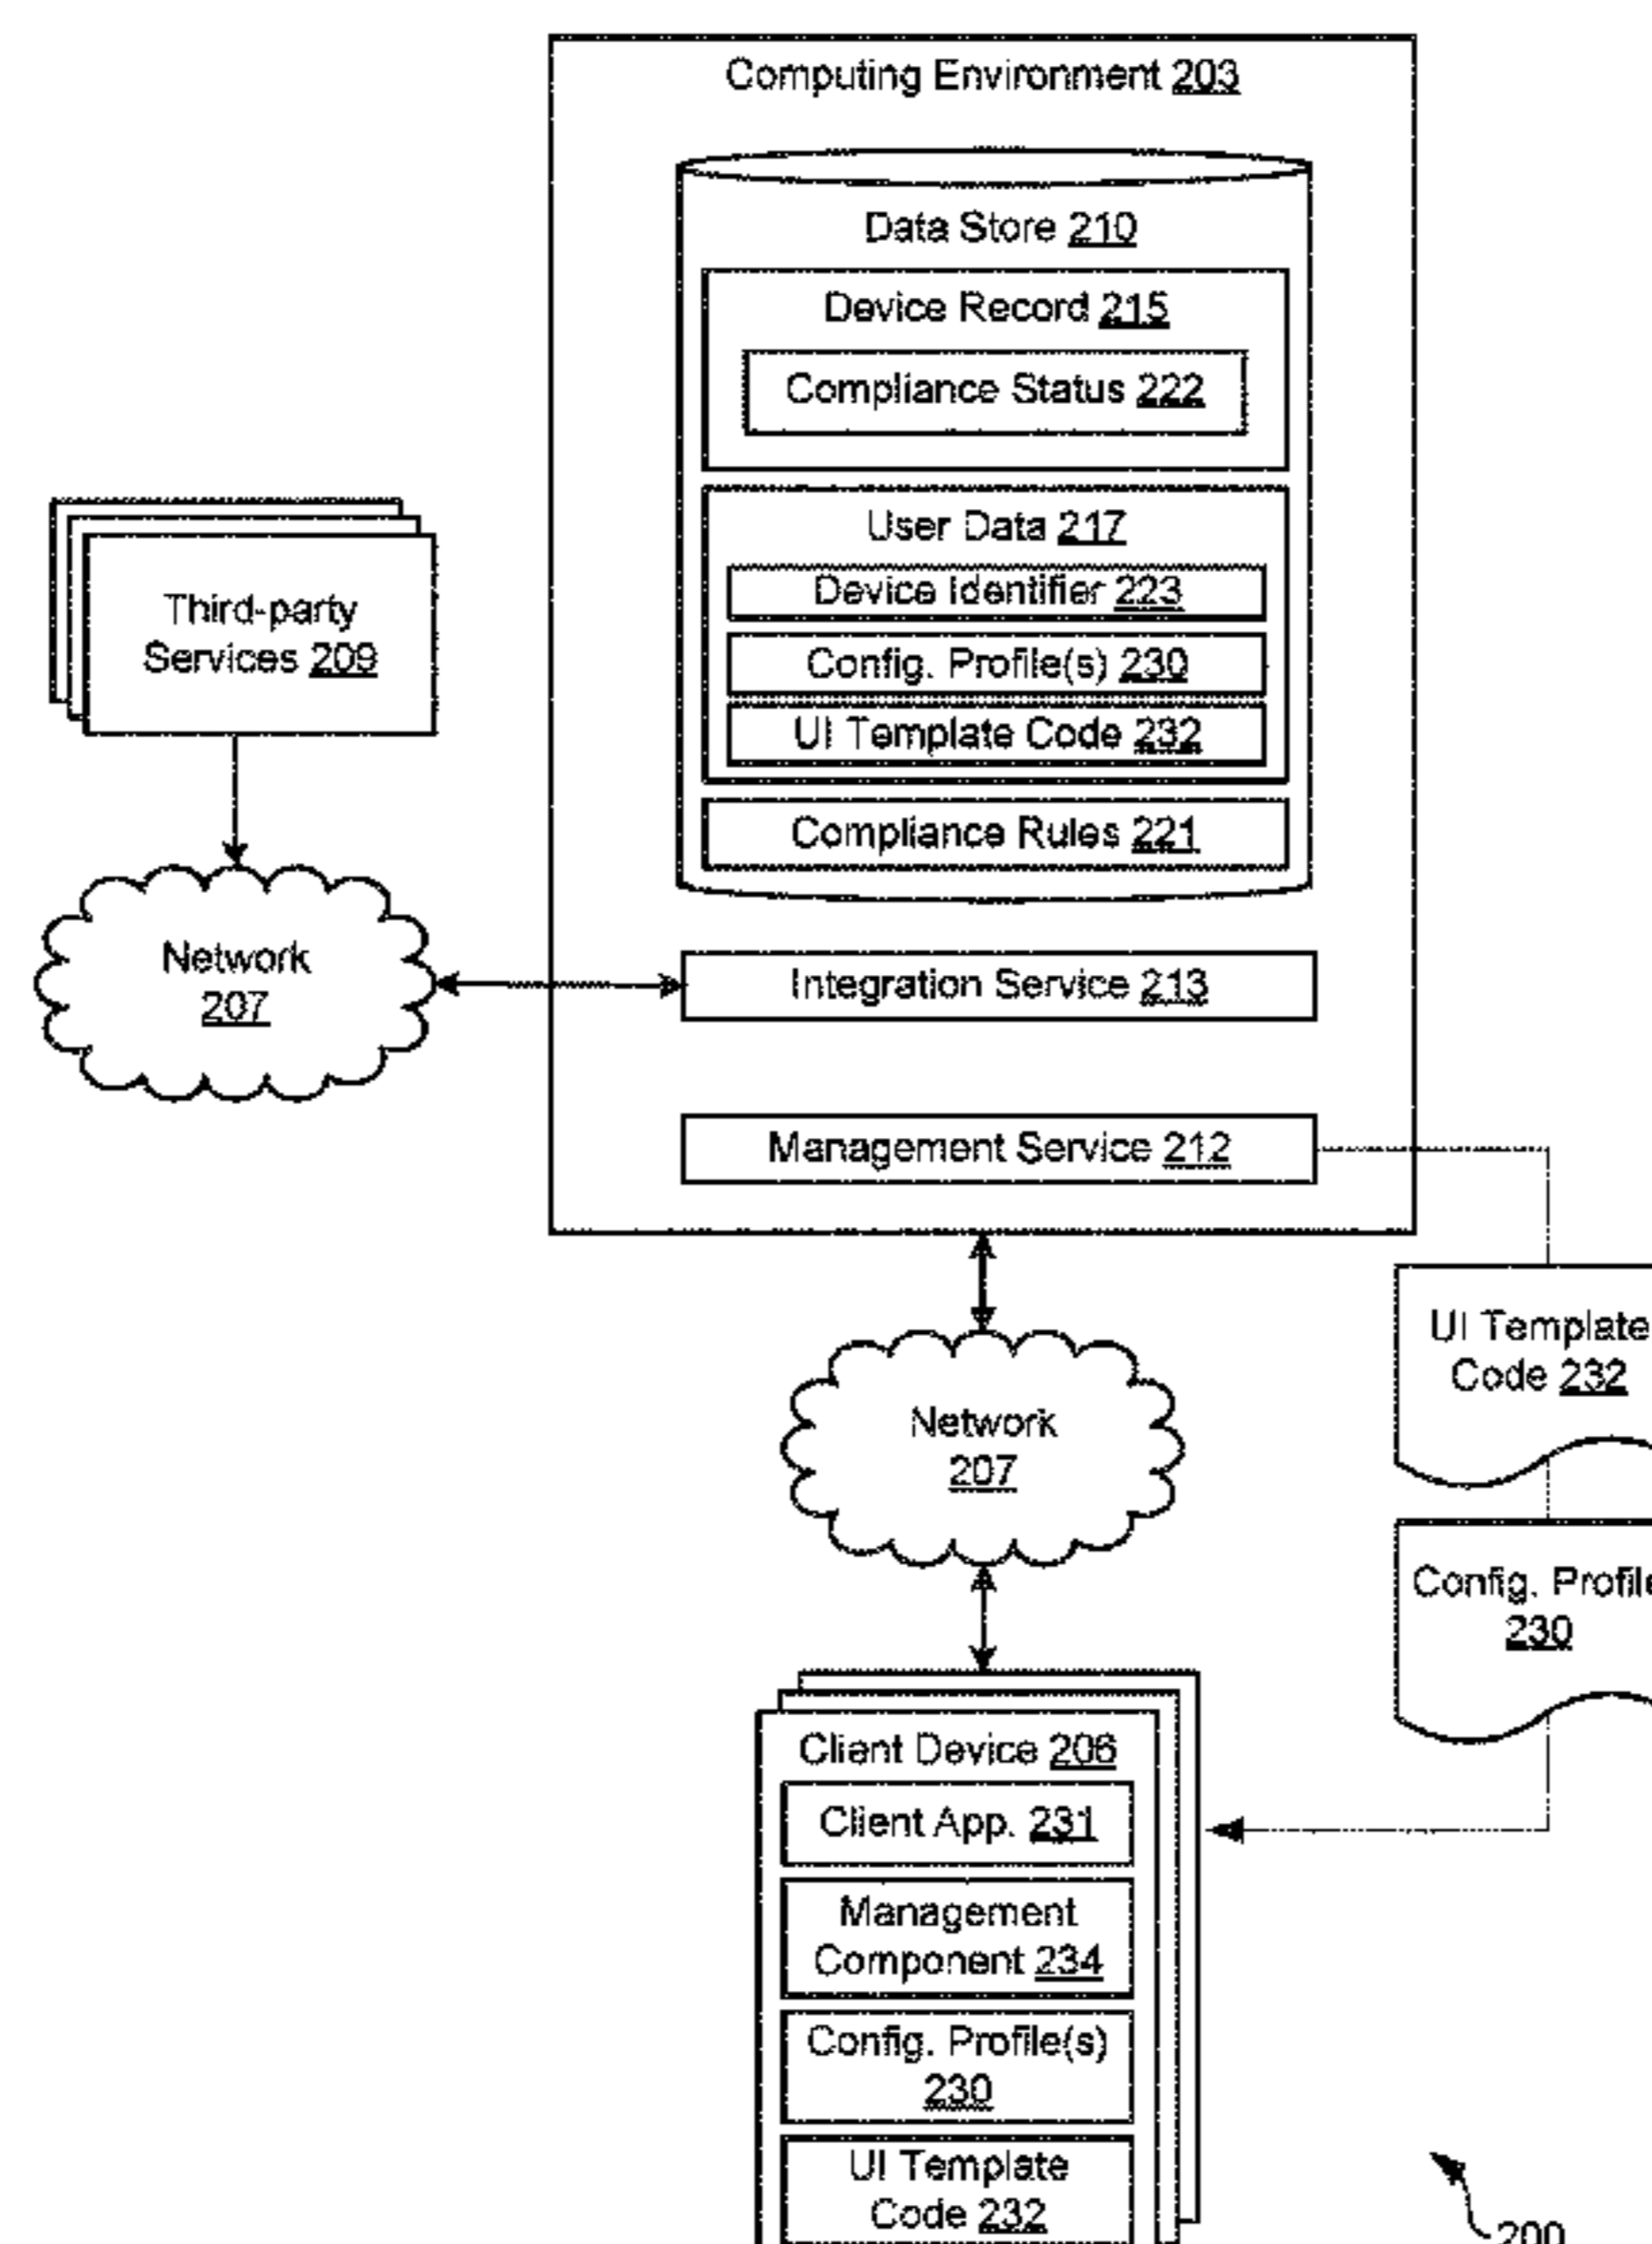 Computing Environment 203
Data Store 210
Device Record 215
Compliance Status 222
User Data 217
Device Identifier 223
Config. Profile(s) 230
UI Template Code 232
Compliance Rules 221
Third-party
Services 209
Network
207
Integration Service 213
Management Service 212
UI Template
Code 232
Network
207
Config. Profile
230
Client Device 206
Client App. 231
Management
Component 234
Config. Profile(s)
230
UI Template
Code 232
200